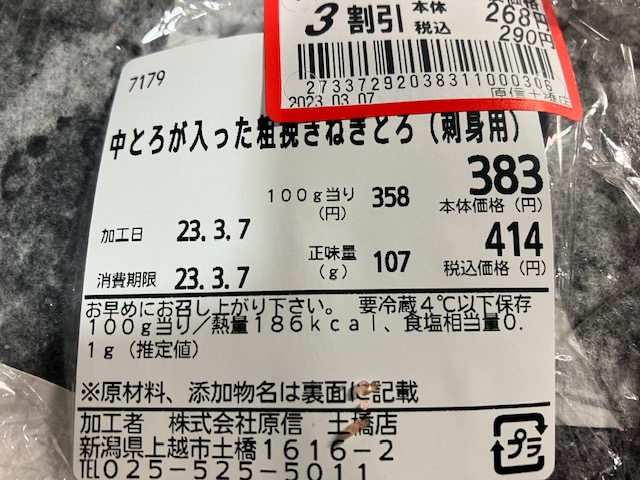 3割引 本体 268円
税込 290円
27337292038311000306
2023.03.07 原信土橋店
7179
中とろが入った粗挽きねぎとろ(刺身用)
100g当り(円) 358 383
本体価格(円)
加工日 23.3.7 414
正味量(g) 107 税込価格(円)
消費期限 23.3.7
お早めにお召し上がり下さい。 要冷蔵4℃以下保存
100g当り/熱量186kcal、食塩相当量0.
1g(推定値)
※原材料、添加物名は裏面に記載
加工者 株式会社原信 土橋店
新潟県上越市土橋1616-2
TEL025-525-5011
プラ